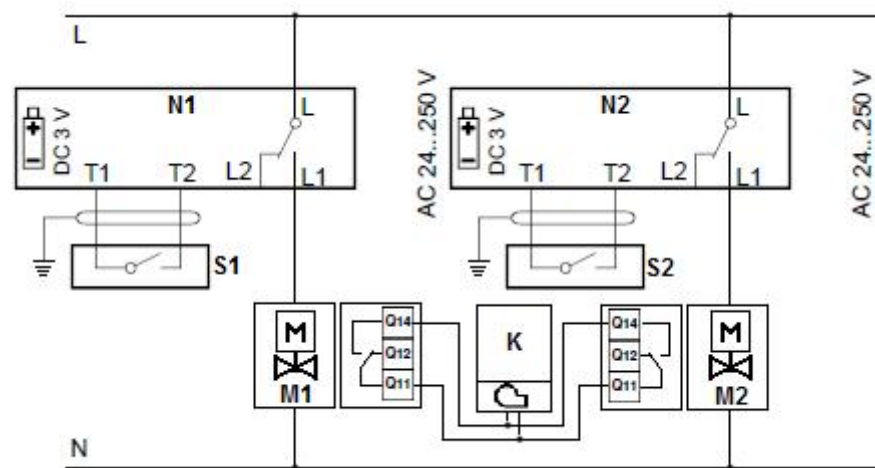 L
N1
L
DC 3 V
T1
T2
L2
L1
AC 24...250 V
N2
L
DC 3 V
T1
T2
L2
L1
AC 24...250 V
S1
S2
M
M1
Q14
Q12
Q11
K
Q14
Q12
Q11
M
M2
N